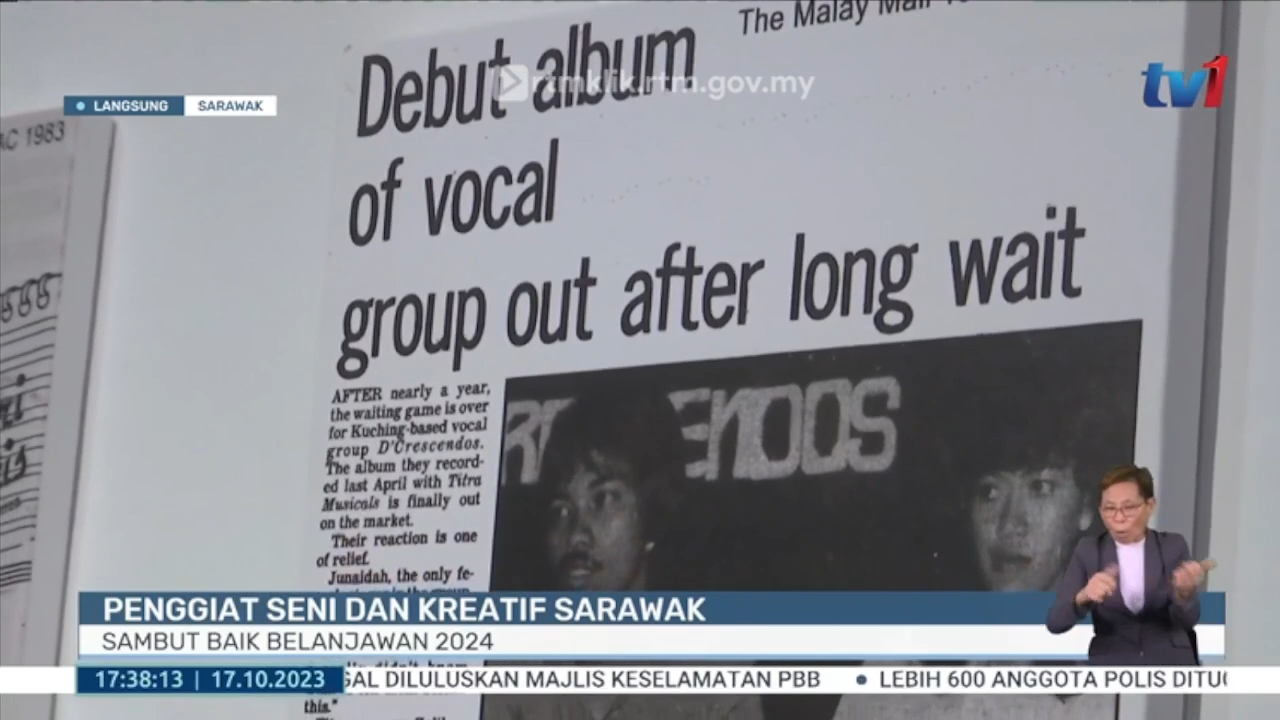 Debut album
The Malay Mail
of vocal
group out after long wait
rtmklik.rtm.gov.my
tv1
LANGSUNG
SARAWAK
AC 1983
AFTER nearly a year,
the waiting game is over
for Kuching-based vocal
group D'Crescendos.
The album they record-
ed last April with Titra
Musicals is finally out
on the market.
Their reaction is one
of relief.
Junaidah, the only fe-
ENDOS
PENGGIAT SENI DAN KREATIF SARAWAK
SAMBUT BAIK BELANJAWAN 2024
this."
17:38:13 | 17.10.2023
GAL DILULUSKAN MAJLIS KESELAMATAN PBB • LEBIH 600 ANGGOTA POLIS DITUG